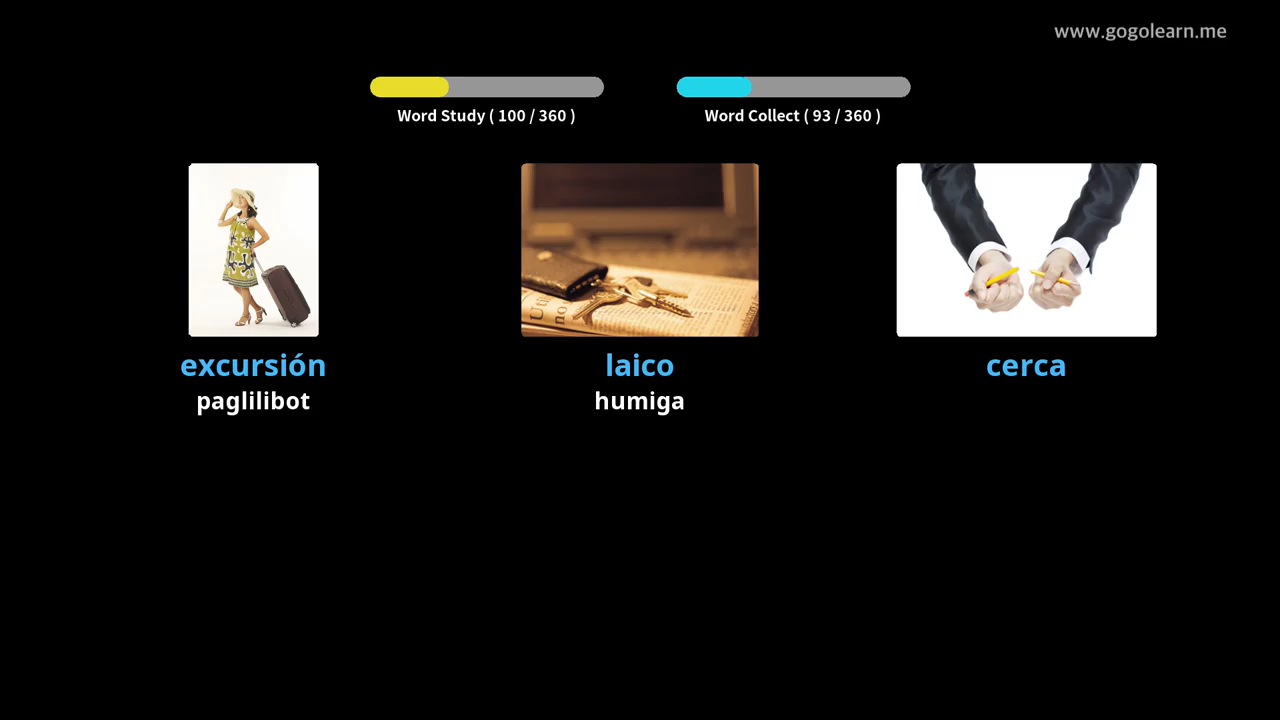 www.gogolearn.me
Word Study ( 100 / 360 )
Word Collect ( 93 / 360 )
excursión
paglilibot
laico
humiga
cerca